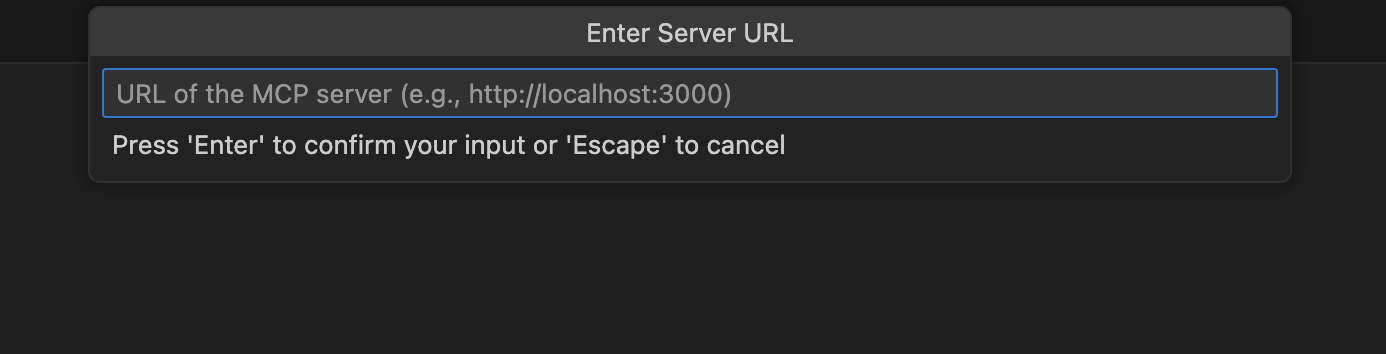 Enter Server URL
URL of the MCP server (e.g., http://localhost:3000)
Press 'Enter' to confirm your input or 'Escape' to cancel